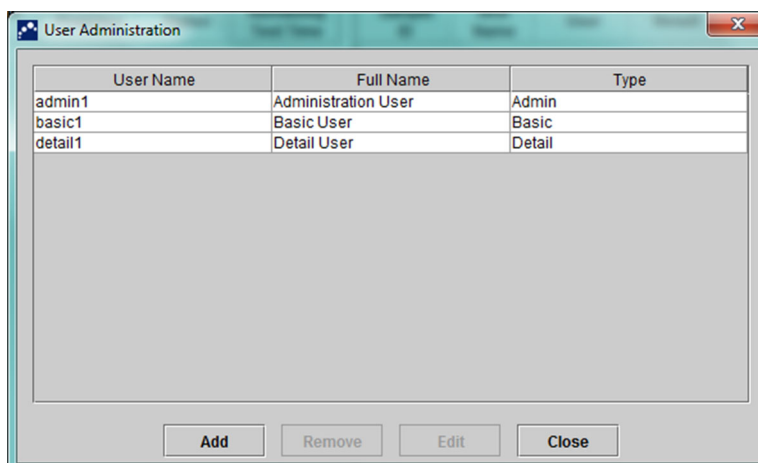 User Administration
User Name Full Name Type
admin1 Administration User Admin
basic1 Basic User Basic
detail1 Detail User Detail
Add Remove Edit Close